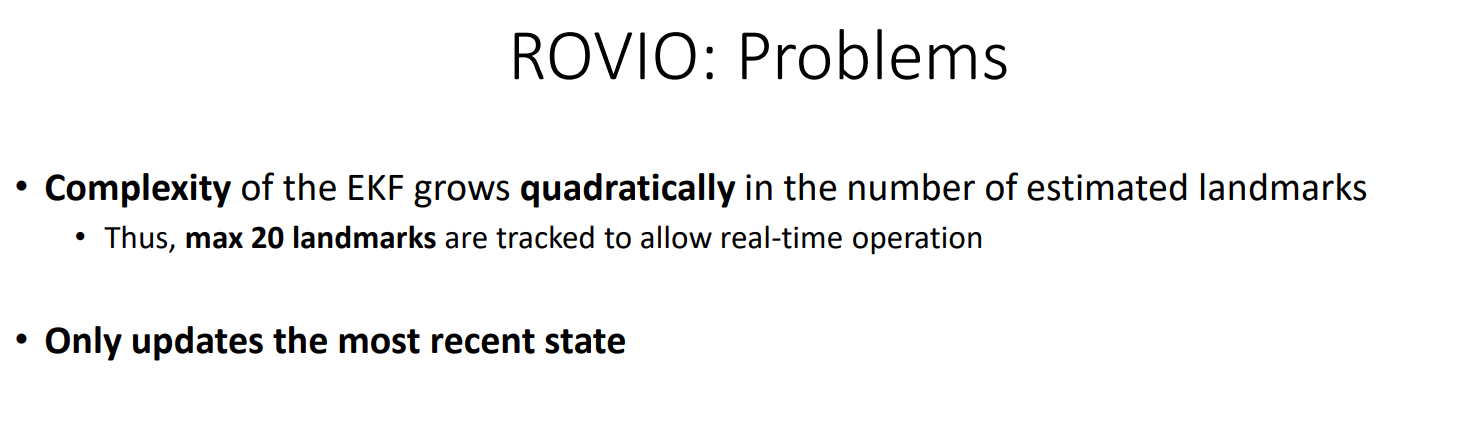 ROVIO: Problems
• Complexity of the EKF grows quadratically in the number of estimated landmarks
• Thus, max 20 landmarks are tracked to allow real-time operation
• Only updates the most recent state